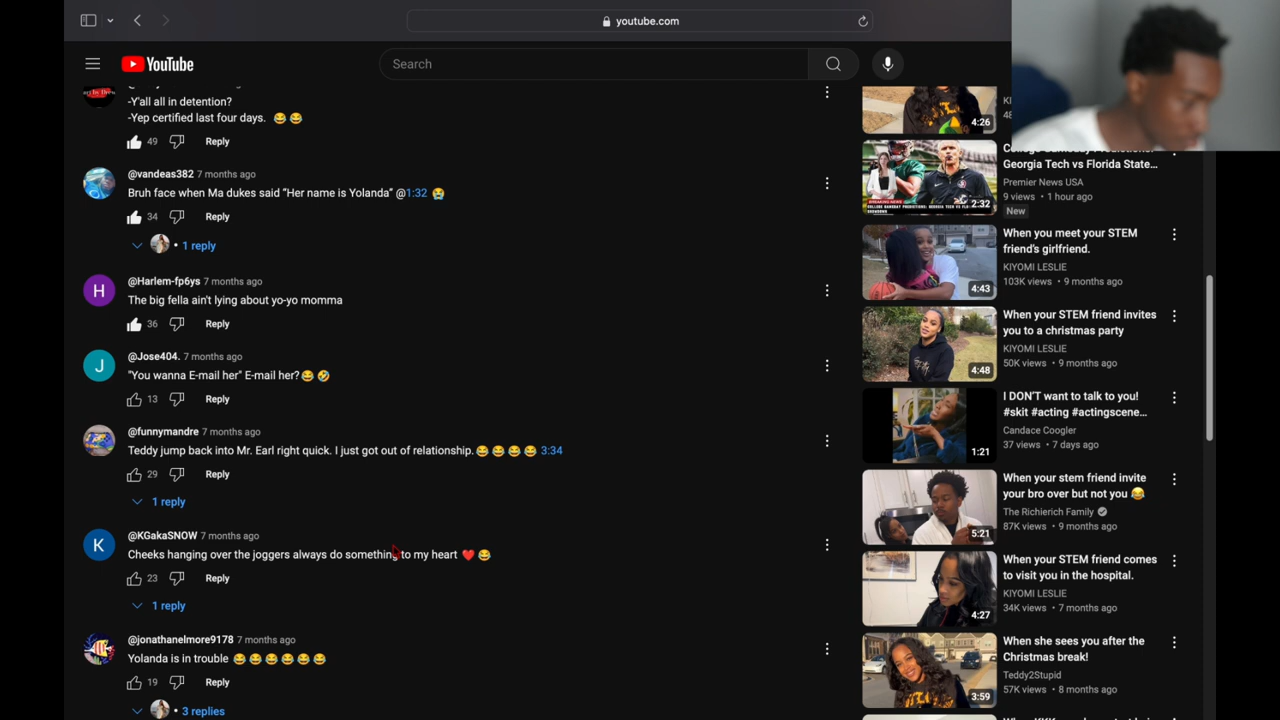 youtube.com
YouTube
Search
-Y'all all in detention?
-Yep certified last four days. 😂 😂
49
Reply
@vandeas382 7 months ago
Bruh face when Ma dukes said “Her name is Yolanda” @1:32 😭
34
Reply
1 reply
H
@Harlem-fp6ys 7 months ago
The big fella ain't lying about yo-yo momma
36
Reply
J
@Jose404. 7 months ago
"You wanna E-mail her" E-mail her?😂 🤣
13
Reply
@funnymandre 7 months ago
Teddy jump back into Mr. Earl right quick. I just got out of relationship. 😂 😂 😂 😂 3:34
29
Reply
1 reply
K
@KGakaSNOW 7 months ago
Cheeks hanging over the joggers always do something to my heart ❤️ 😂
23
Reply
1 reply
@jonathanelmore9178 7 months ago
Yolanda is in trouble 😂 😂 😂 😂 😂 😂
19
Reply
3 replies
4:26
Georgia Tech vs Florida State...
Premier News USA
9 views • 1 hour ago
New
2:32
When you meet your STEM
friend's girlfriend.
KIYOMI LESLIE
103K views • 9 months ago
4:43
When your STEM friend invites
you to a christmas party
KIYOMI LESLIE
50K views • 9 months ago
4:48
I DON'T want to talk to you!
#skit #acting #actingscene...
Candace Coogler
37 views • 7 days ago
1:21
When your stem friend invite
your bro over but not you 😂
The Richierich Family
87K views • 9 months ago
5:21
When your STEM friend comes
to visit you in the hospital.
KIYOMI LESLIE
34K views • 7 months ago
4:27
When she sees you after the
Christmas break!
Teddy2Stupid
57K views • 8 months ago
3:59